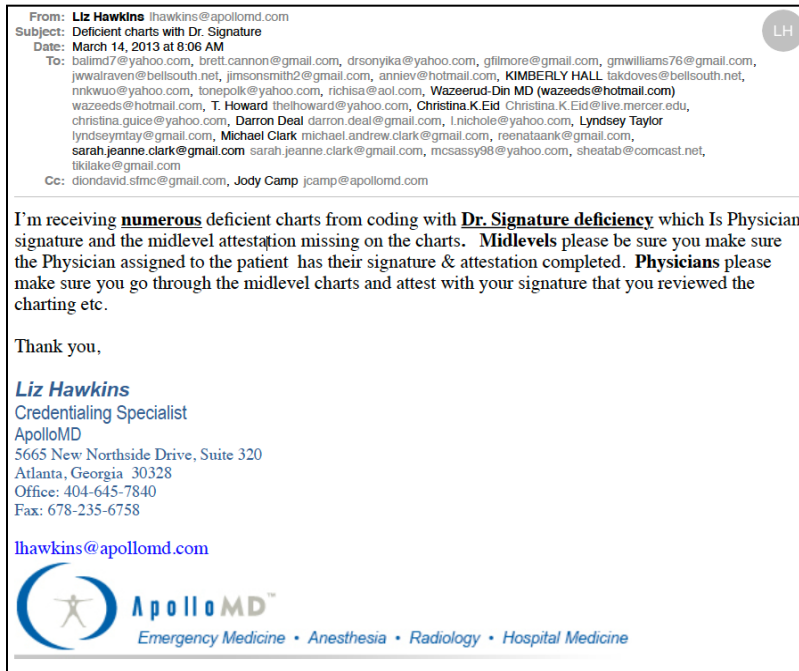 From: Liz Hawkins lhawkins@apollomd.com
Subject: Deficient charts with Dr. Signature
Date: March 14, 2013 at 8:06 AM
To: balimd7@yahoo.com, brett.cannon@gmail.com, drsonyika@yahoo.com, gfilmore@gmail.com, gmwilliams76@gmail.com,
jwwalraven@bellsouth.net, jimsonsmith2@gmail.com, anniev@hotmail.com, KIMBERLY HALL takdoves@bellsouth.net,
nnkwuo@yahoo.com, tonepolk@yahoo.com, richisa@aol.com, Wazeerud-Din MD (wazeeds@hotmail.com)
wazeeds@hotmail.com, T. Howard thelhoward@yahoo.com, Christina.K.Eid Christina.K.Eid@live.mercer.edu,
christina.guice@yahoo.com, Darron Deal darron.deal@gmail.com, l.nichole@yahoo.com, Lyndsey Taylor
lyndseymtay@gmail.com, Michael Clark michael.andrew.clark@gmail.com, reenataank@gmail.com,
sarah.jeanne.clark@gmail.com sarah.jeanne.clark@gmail.com, mcsassy98@yahoo.com, sheatab@comcast.net,
tikilake@gmail.com
Cc: diondavid.sfmc@gmail.com, Jody Camp jcamp@apollomd.com
LH
I'm receiving numerous deficient charts from coding with Dr. Signature deficiency which Is Physician
signature and the midlevel attestation missing on the charts. Midlevels please be sure you make sure
the Physician assigned to the patient has their signature & attestation completed. Physicians please
make sure you go through the midlevel charts and attest with your signature that you reviewed the
charting etc.
Thank you,
Liz Hawkins
Credentialing Specialist
ApolloMD
5665 New Northside Drive, Suite 320
Atlanta, Georgia 30328
Office: 404-645-7840
Fax: 678-235-6758
lhawkins@apollomd.com
ApolloMD™
Emergency Medicine • Anesthesia • Radiology • Hospital Medicine